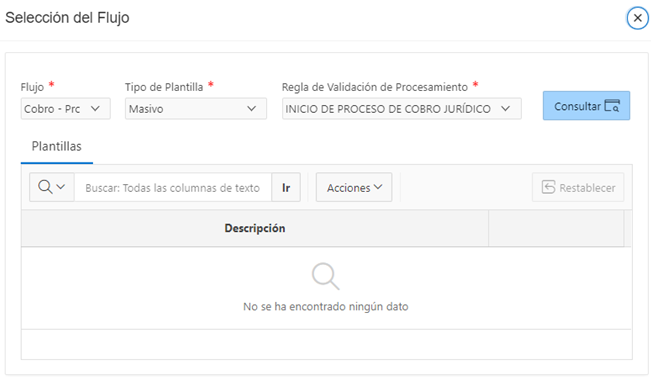 Selección del Flujo
Flujo *
Tipo de Plantilla *
Regla de Validación de Procesamiento *
Cobro - Prc
Masivo
INICIO DE PROCESO DE COBRO JURÍDICO
Consultar
Plantillas
Buscar: Todas las columnas de texto
Ir
Acciones
Restablecer
Descripción
No se ha encontrado ningún dato